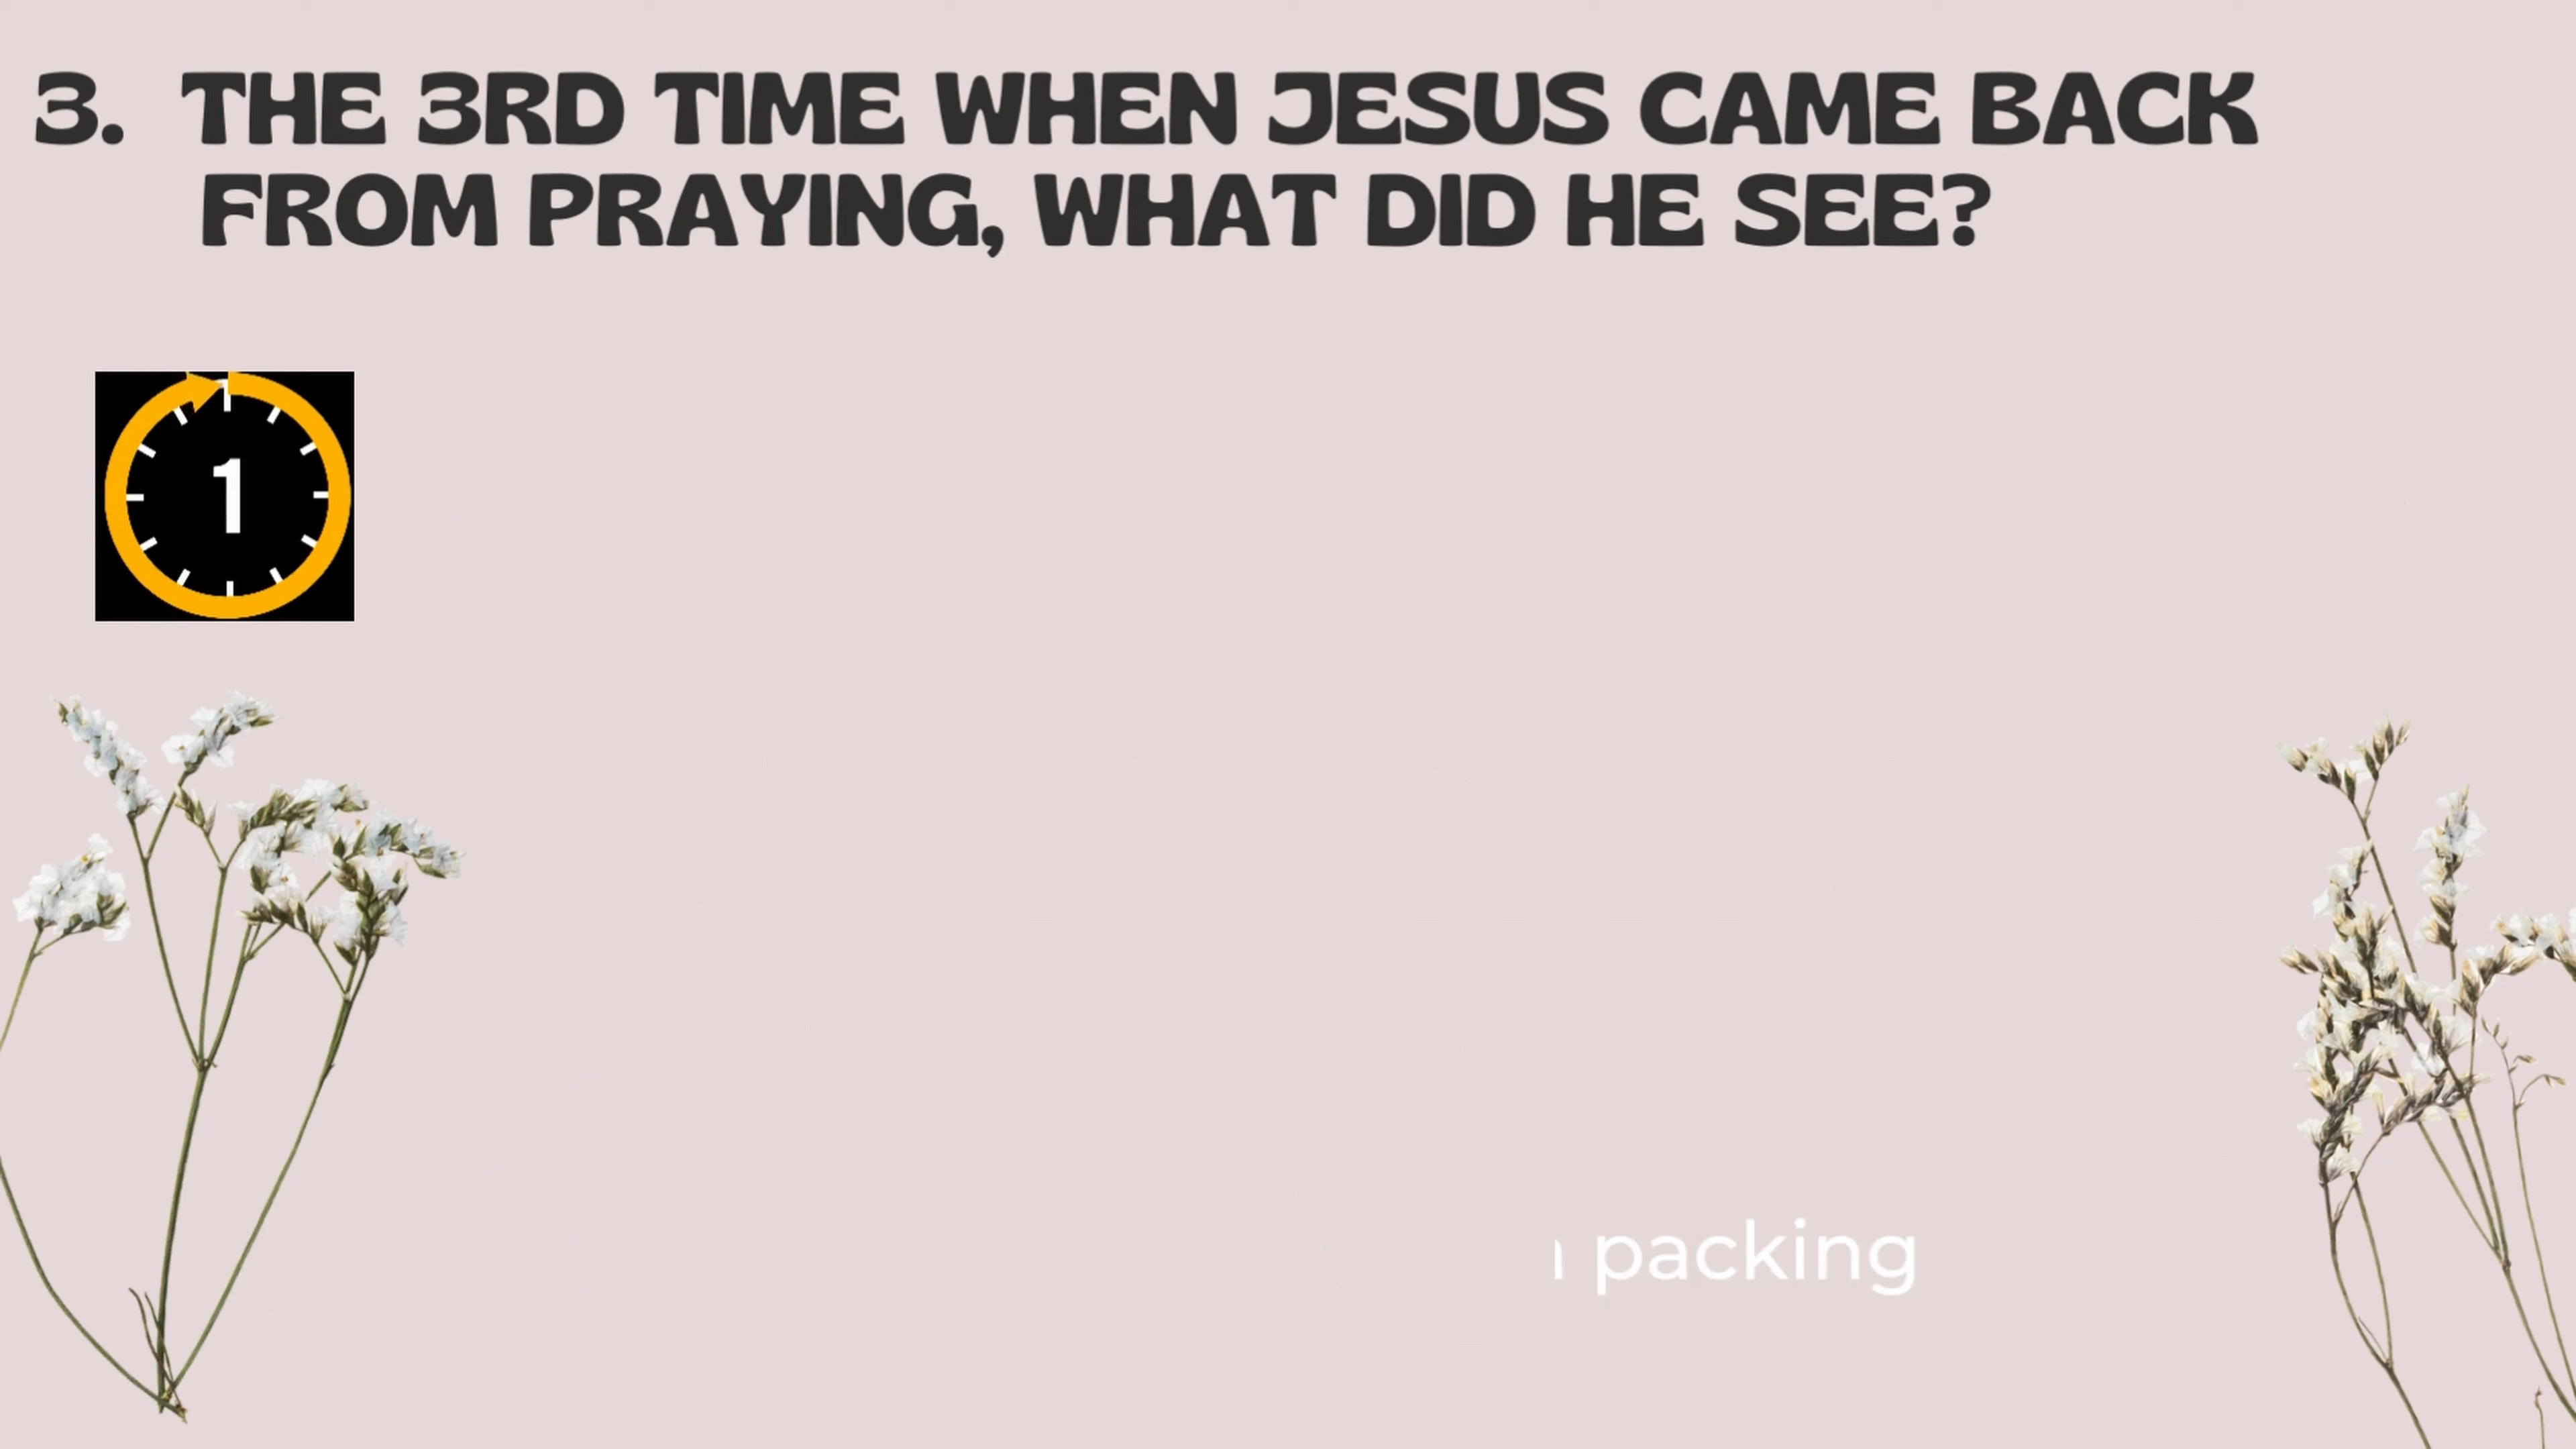 3. THE 3RD TIME WHEN JESUS CAME BACK
FROM PRAYING, WHAT DID HE SEE?
1
packing